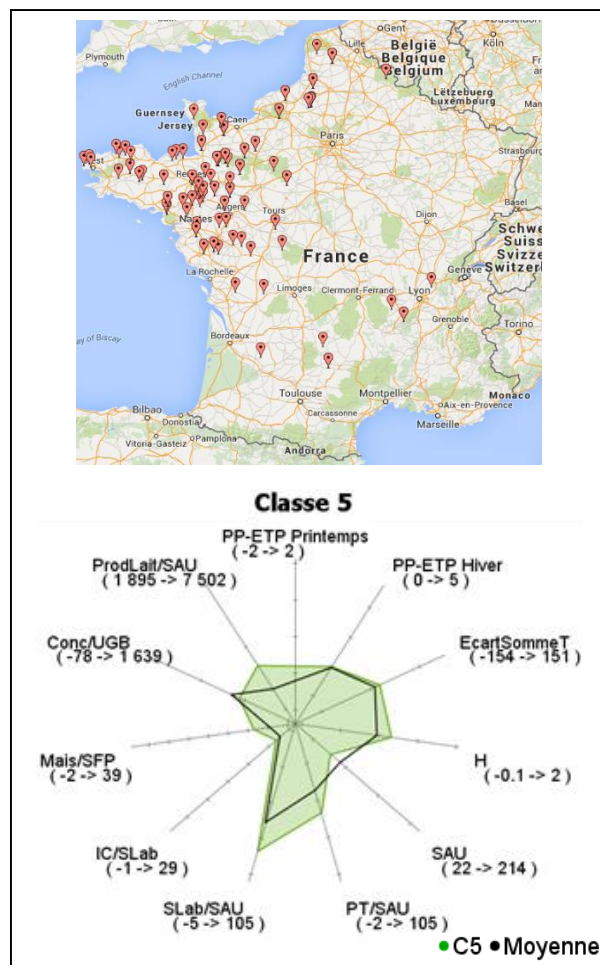 Gent
Lille
België
Köln
Plymouth
Belgique
Belgium
English Channel
Lëtzebuerg
Luxembourg
Guernsey
Jersey
Caen
Paris
Strasbourg
Rennes
Angers
Nantes
Tours
Dijon
Basel
France
La Rochelle
Genève
Limoges
Clermont-Ferrand
Lyon
Grenoble
Torino
Bordeaux
ay of Biscay
Toulouse
Montpellier
Monaco
Aix-en-Provence
Marseille
Carcassonne
Bilbao
Donostia
Vitoria-Gasteiz
Pamplona
Andorra
Classe 5
PP-ETP Printemps
( -2 -> 2 )
ProdLait/SAU
( 1 895 -> 7 502 )
PP-ETP Hiver
( 0 -> 5 )
Conc/UGB
( -78 -> 1 639 )
EcartSommeT
( -154 -> 151 )
Mais/SFP
( -2 -> 39 )
H
( -0.1 -> 2 )
IC/SLab
( -1 -> 29 )
SAU
( 22 -> 214 )
SLab/SAU
( -5 -> 105 )
PT/SAU
( -2 -> 105 )
C5 Moyenne